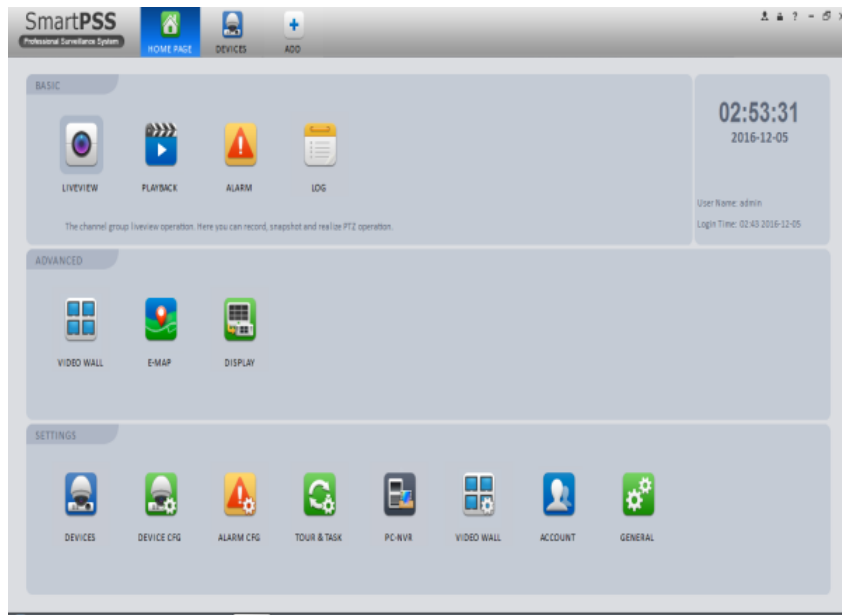 SmartPSS
Professional Surveillance System
HOME PAGE
DEVICES
ADD
BASIC
LIVEVIEW
PLAYBACK
ALARM
LOG
The channel group liveview operation. Here you can record, snapshot and realize PTZ operation.
02:53:31
2016-12-05
User Name: admin
Login Time: 02:43 2016-12-05
ADVANCED
VIDEO WALL
E-MAP
DISPLAY
SETTINGS
DEVICES
DEVICE CFG
ALARM CFG
TOUR & TASK
PC-NVR
VIDEO WALL
ACCOUNT
GENERAL